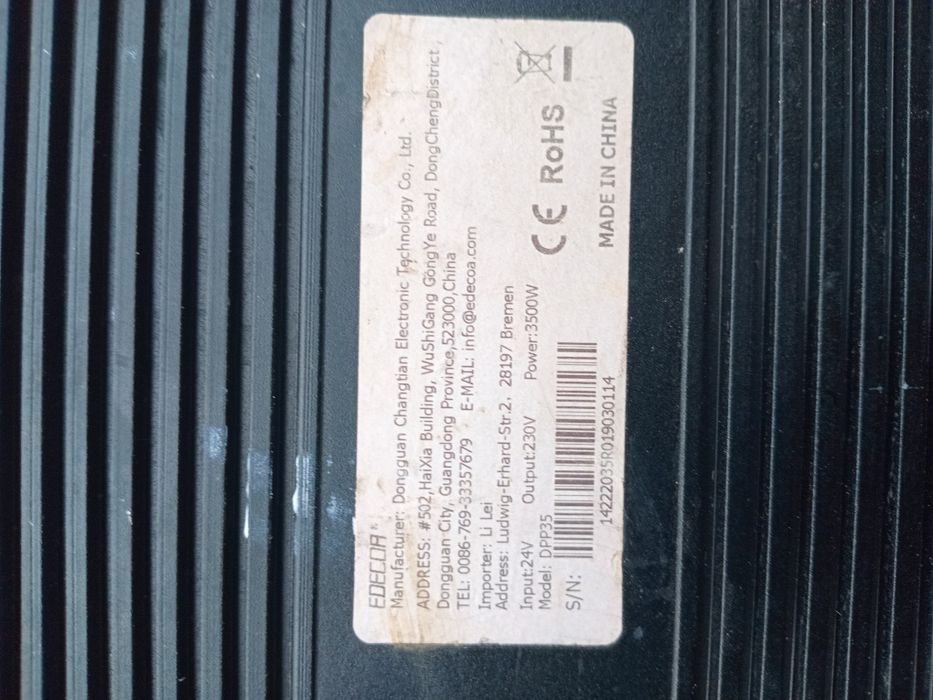 EDECOA
Manufacturer: Dongguan Changtian Electronic Technology Co., Ltd.
ADDRESS: #502,HaiXia Building, WuShiGang GongYe Road, DongChengDistrict ,
Dongguan City, Guangdong Province,523000,China
TEL: 0086-769-33357679 E-MAIL: info@edecoa.com
Importer: Li Lei
Address: Ludwig-Erhard-Str.2, 28197 Bremen
Input:24V Output:230V Power:3500W
Model: DPP35
S/N:
14222035R019030114
CE RoHS
MADE IN CHINA